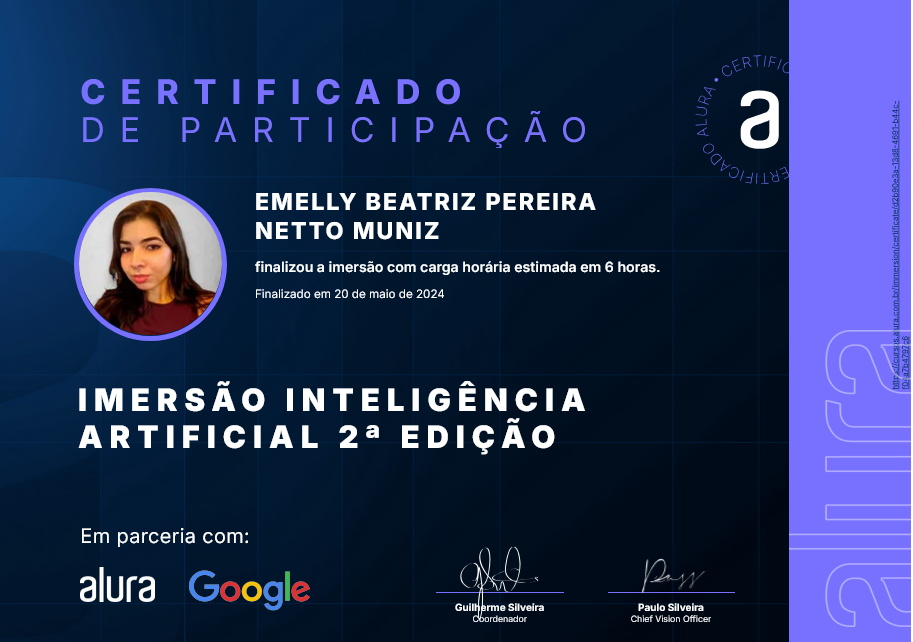 CERTIFICADO
DE PARTICIPAÇÃO
CERTIFICADO ALURA • CERTIFIC
a
EMELLY BEATRIZ PEREIRA
NETTO MUNIZ
finalizou a imersão com carga horária estimada em 6 horas.
Finalizado em 20 de maio de 2024
IMERSÃO INTELIGÊNCIA
ARTIFICIAL 2ª EDIÇÃO
Em parceria com:
alura Google
Guilherme Silveira
Coordenador
Paulo Silveira
Chief Vision Officer
alura